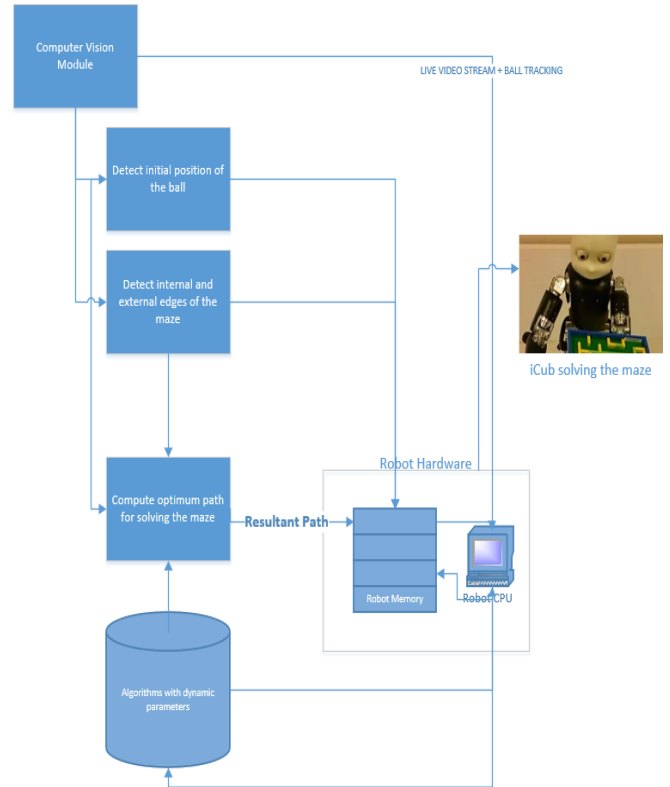 Computer Vision
Module
LIVE VIDEO STREAM + BALL TRACKING
Detect initial position of
the ball
Detect internal and
external edges of the
maze
iCub solving the maze
Robot Hardware
Compute optimum path
for solving the maze
Resultant Path
Robot Memory
Robot CPU
Algorithms with dynamic
parameters